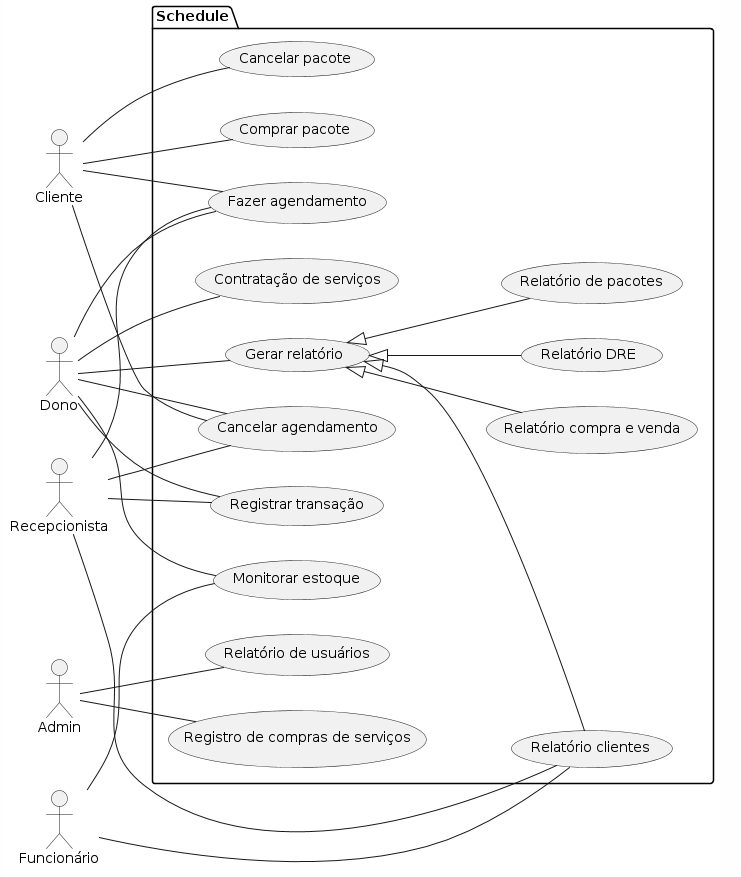 Schedule
Cancelar pacote
Comprar pacote
Cliente
Fazer agendamento
Contratação de serviços
Relatório de pacotes
Gerar relatório
Relatório DRE
Dono
Cancelar agendamento
Relatório compra e venda
Registrar transação
Recepcionista
Monitorar estoque
Relatório de usuários
Admin
Registro de compras de serviços
Relatório clientes
Funcionário